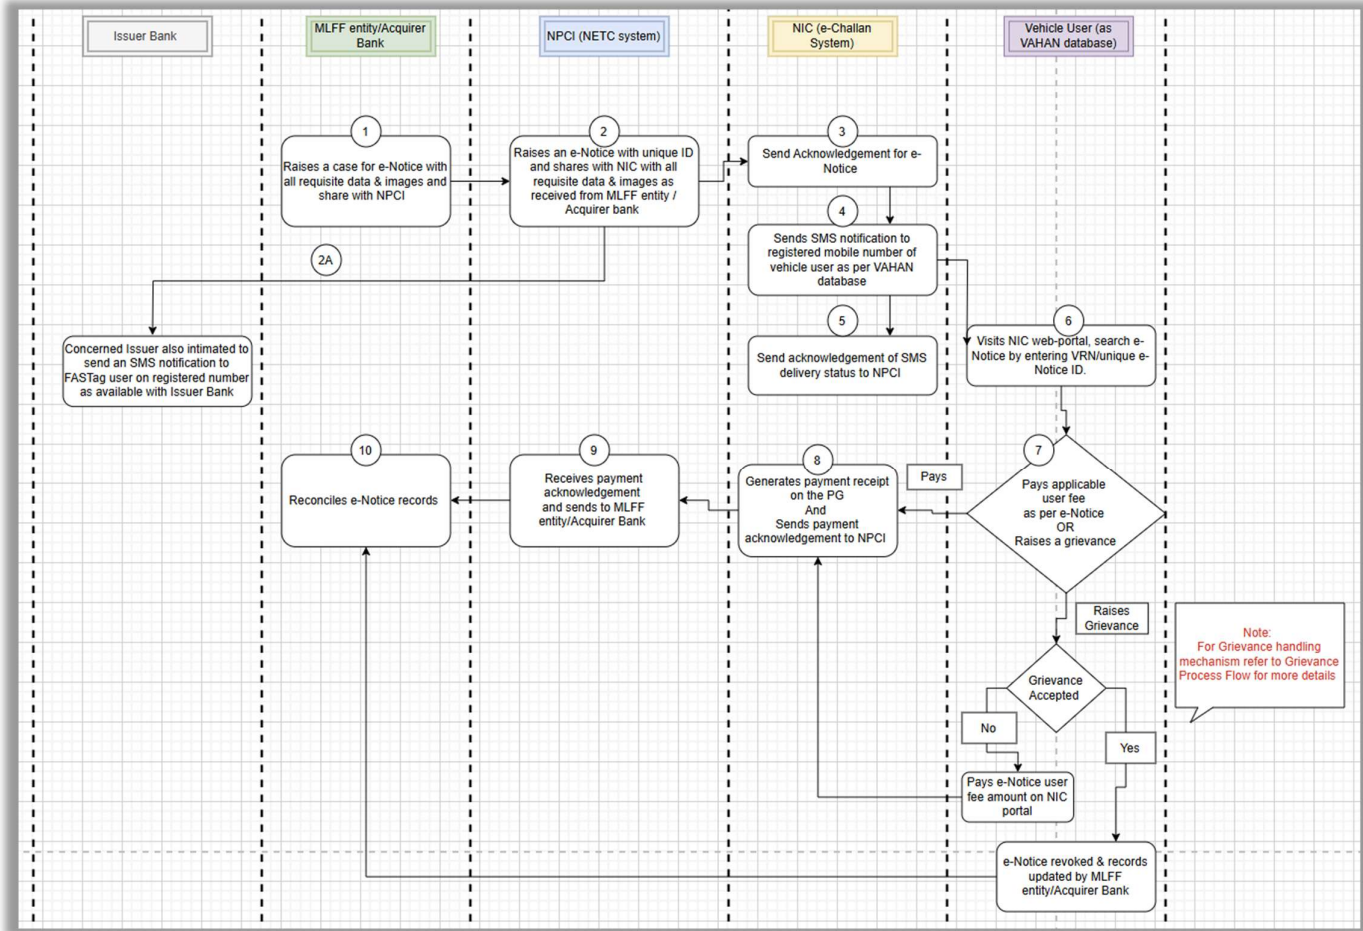 Issuer Bank
MLFF entity/Acquirer
Bank
NPCI (NETC system)
NIC (e-Challan
System)
Vehicle User (as
VAHAN database)
1
Raises a case for e-Notice with
all requisite data & images and
share with NPCI
2
Raises an e-Notice with unique ID
and shares with NIC with all
requisite data & images as
received from MLFF entity /
Acquirer bank
3
Send Acknowledgement for e-
Notice
4
Sends SMS notification to
registered mobile number of
vehicle user as per VAHAN
database
2A
Concerned Issuer also intimated to
send an SMS notification to
FASTag user on registered number
as available with Issuer Bank
5
Send acknowledgement of SMS
delivery status to NPCI
6
Visits NIC web-portal, search e-
Notice by entering VRN/unique e-
Notice ID.
10
Reconciles e-Notice records
9
Receives payment
acknowledgement
and sends to MLFF
entity/Acquirer Bank
8
Generates payment receipt
on the PG
And
Sends payment
acknowledgement to NPCI
Pays
7
Pays applicable
user fee
as per e-Notice
OR
Raises a grievance
Raises
Grievance
Note:
For Grievance handling
mechanism refer to Grievance
Process Flow for more details
Grievance
Accepted
No
Yes
Pays e-Notice user
fee amount on NIC
portal
e-Notice revoked & records
updated by MLFF
entity/Acquirer Bank